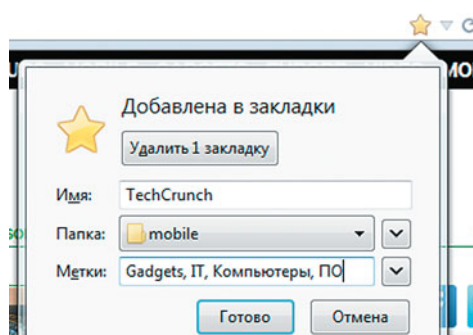 Добавлена в закладки
Удалить 1 закладку
Имя: TechCrunch
Папка: mobile
Метки: Gadgets, IT, Компьютеры, ПО
Готово Отмена